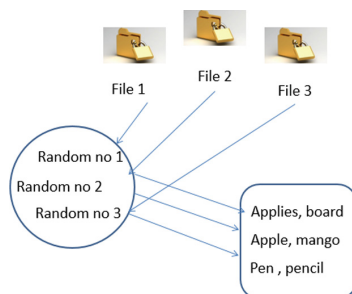 File 1
File 2
File 3
Random no 1
Random no 2
Random no 3
Applies, board
Apple, mango
Pen , pencil